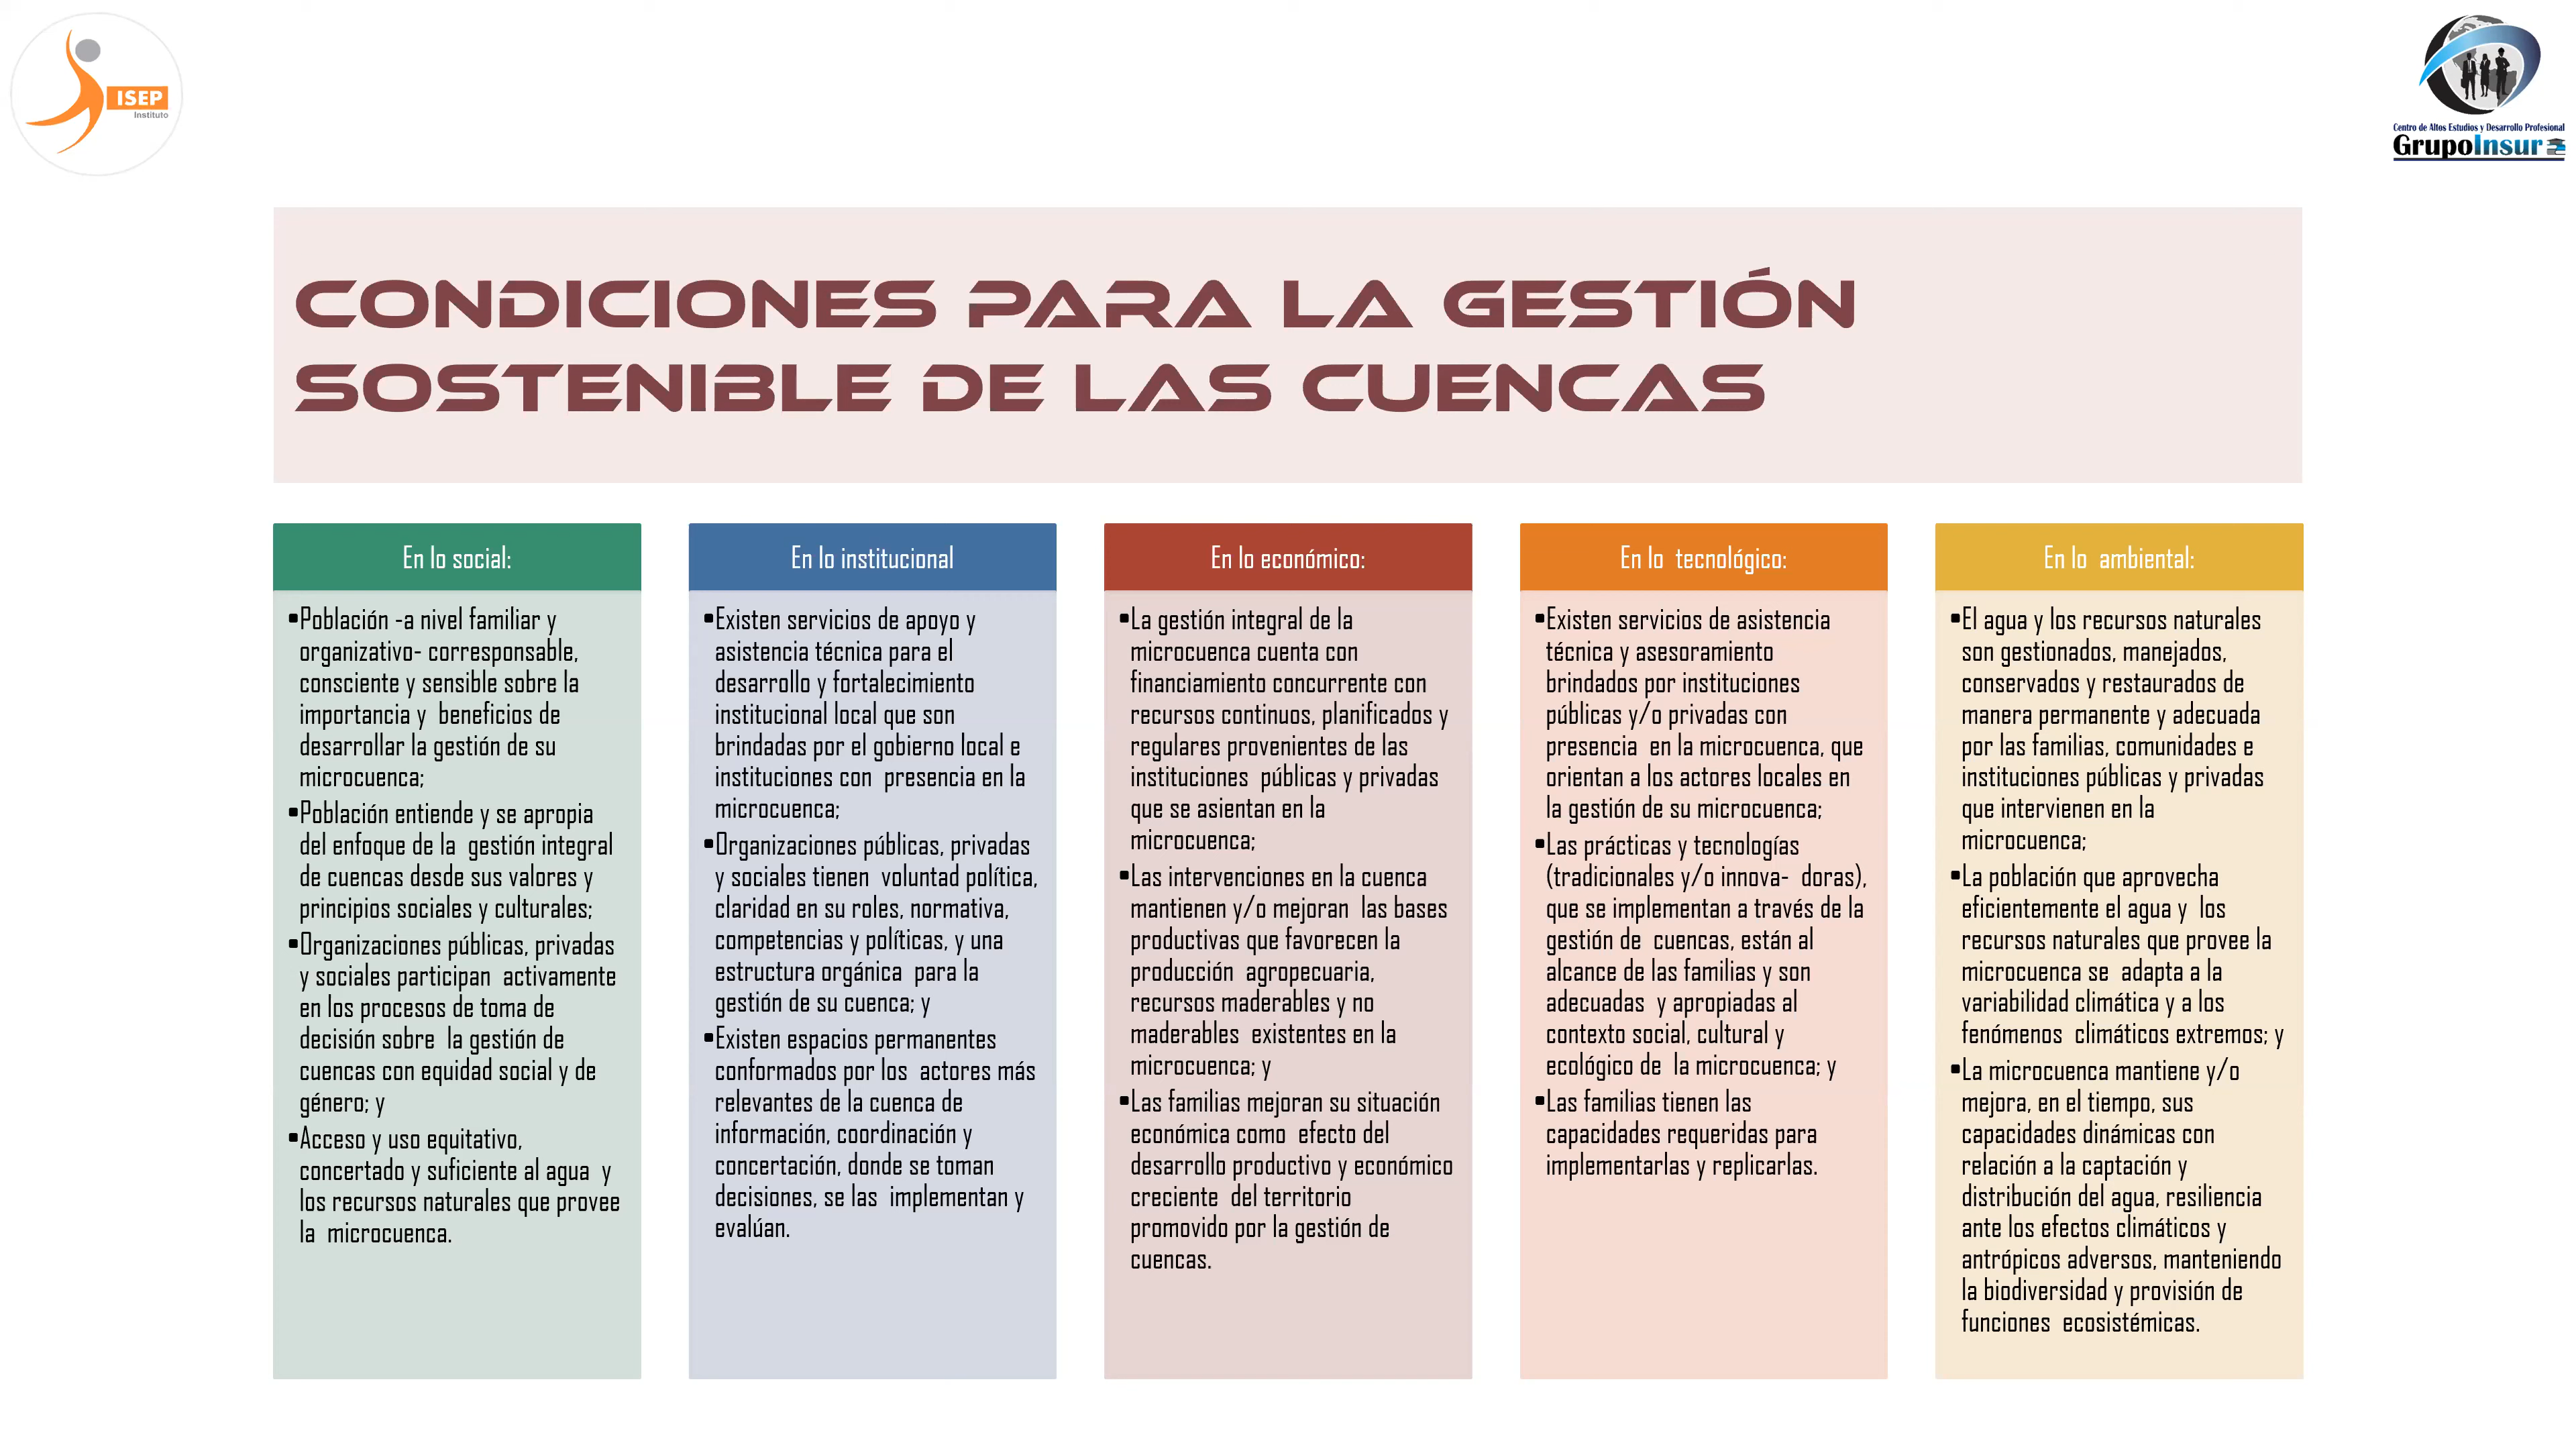 ISEP
Instituto
Centro de Altos Estudios y Desarrollo Profesional
GrupoInsur
CONDICIONES PARA LA GESTIÓN
SOSTENIBLE DE LAS CUENCAS
En lo social:
▪Población -a nivel familiar y
organizativo- corresponsable,
consciente y sensible sobre la
importancia y beneficios de
desarrollar la gestión de su
microcuenca;
▪Población entiende y se apropia
del enfoque de la gestión integral
de cuencas desde sus valores y
principios sociales y culturales;
▪Organizaciones públicas, privadas
y sociales participan activamente
en los procesos de toma de
decisión sobre la gestión de
cuencas con equidad social y de
género; y
▪Acceso y uso equitativo,
concertado y suficiente al agua y
los recursos naturales que provee
la microcuenca.
En lo institucional
▪Existen servicios de apoyo y
asistencia técnica para el
desarrollo y fortalecimiento
institucional local que son
brindadas por el gobierno local e
instituciones con presencia en la
microcuenca;
▪Organizaciones públicas, privadas
y sociales tienen voluntad política,
claridad en su roles, normativa,
competencias y políticas, y una
estructura orgánica para la
gestión de su cuenca; y
▪Existen espacios permanentes
conformados por los actores más
relevantes de la cuenca de
información, coordinación y
concertación, donde se toman
decisiones, se las implementan y
evalúan.
En lo económico:
▪La gestión integral de la
microcuenca cuenta con
financiamiento concurrente con
recursos continuos, planificados y
regulares provenientes de las
instituciones públicas y privadas
que se asientan en la
microcuenca;
▪Las intervenciones en la cuenca
mantienen y/o mejoran las bases
productivas que favorecen la
producción agropecuaria,
recursos maderables y no
maderables existentes en la
microcuenca; y
▪Las familias mejoran su situación
económica como efecto del
desarrollo productivo y económico
creciente del territorio
promovido por la gestión de
cuencas.
En lo tecnológico:
▪Existen servicios de asistencia
técnica y asesoramiento
brindados por instituciones
públicas y/o privadas con
presencia en la microcuenca, que
orientan a los actores locales en
la gestión de su microcuenca;
▪Las prácticas y tecnologías
(tradicionales y/o innova- doras),
que se implementan a través de la
gestión de cuencas, están al
alcance de las familias y son
adecuadas y apropiadas al
contexto social, cultural y
ecológico de la microcuenca; y
▪Las familias tienen las
capacidades requeridas para
implementarlas y replicarlas.
En lo ambiental:
▪El agua y los recursos naturales
son gestionados, manejados,
conservados y restaurados de
manera permanente y adecuada
por las familias, comunidades e
instituciones públicas y privadas
que intervienen en la
microcuenca;
▪La población que aprovecha
eficientemente el agua y los
recursos naturales que provee la
microcuenca se adapta a la
variabilidad climática y a los
fenómenos climáticos extremos; y
▪La microcuenca mantiene y/o
mejora, en el tiempo, sus
capacidades dinámicas con
relación a la captación y
distribución del agua, resiliencia
ante los efectos climáticos y
antrópicos adversos, manteniendo
la biodiversidad y provisión de
funciones ecosistémicas.